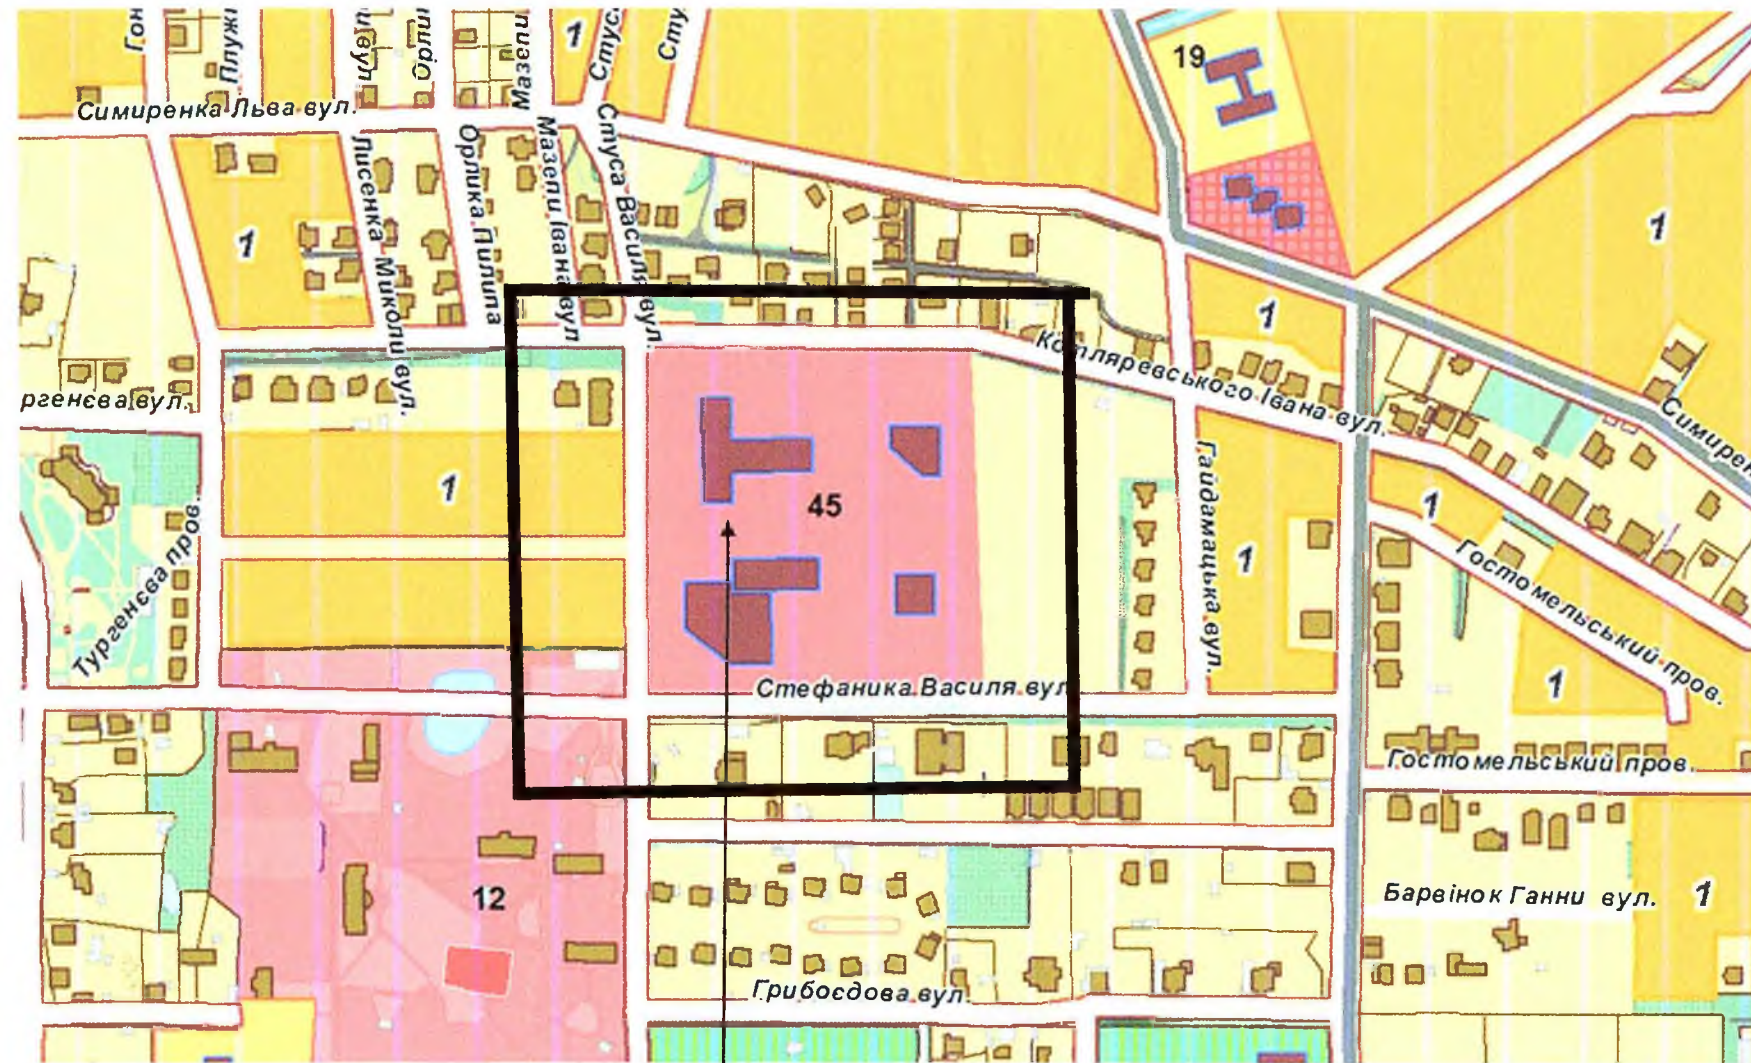 19
1
Симиренка Льва вул.
Мазепи Івана вул
Стуса Василя вул.
Орлика Пилипа
Лисенка Миколи вул.
1
1
1
Котляревського Івана вул.
ргенєва вул.
1
45
Гайдамацька вул.
1
1
Гостомельський пров.
Тургенєва пров.
Стефаника Василя вул
1
Гостомельський пров.
12
Барвінок Ганни вул.
1
Грибоєдова вул.